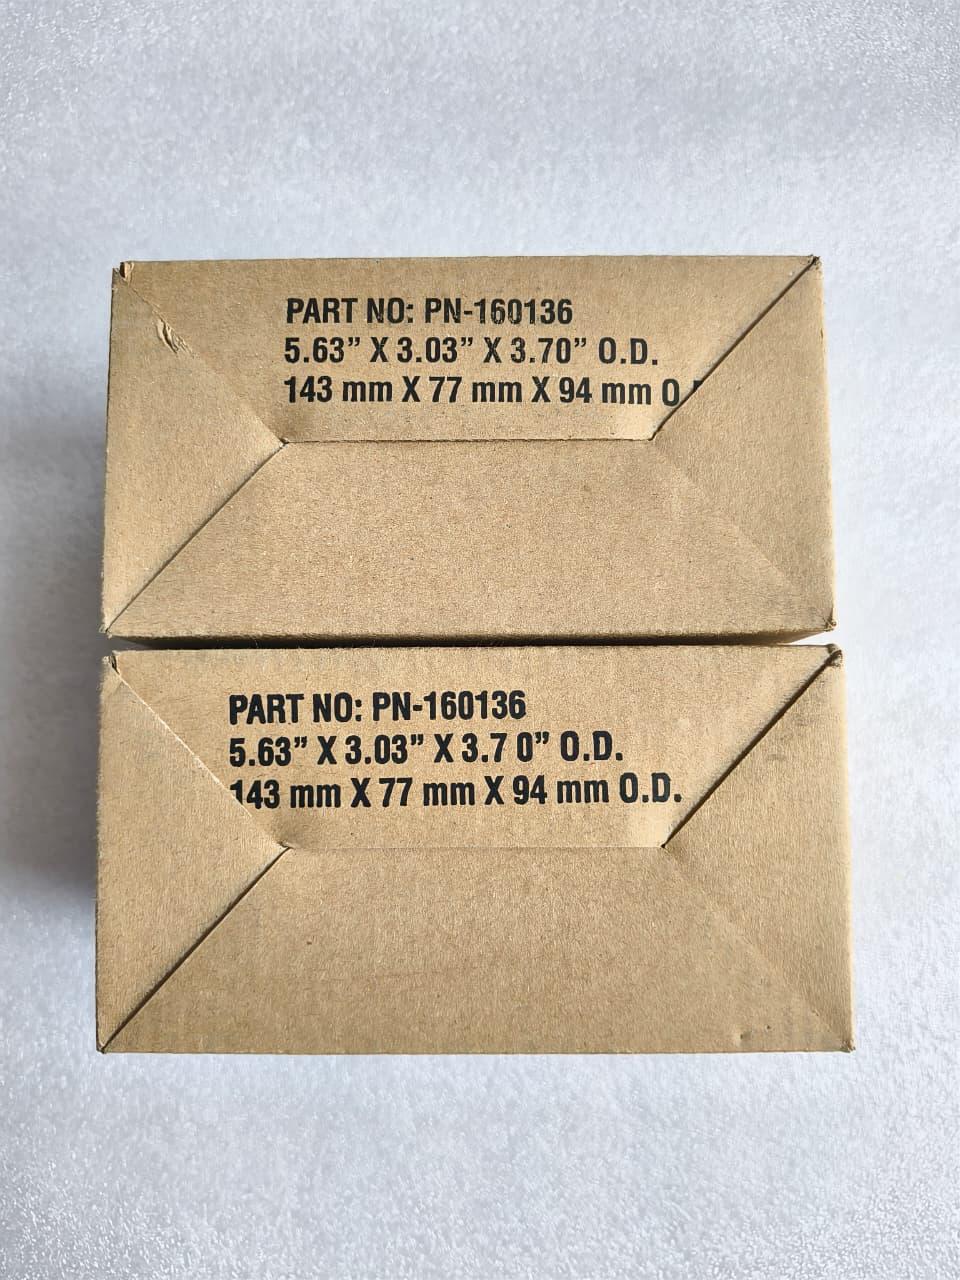 PART NO: PN-160136
5.63” X 3.03” X 3.70” O.D.
143 mm X 77 mm X 94 mm O
PART NO: PN-160136
5.63” X 3.03” X 3.7 0” O.D.
143 mm X 77 mm X 94 mm O.D.